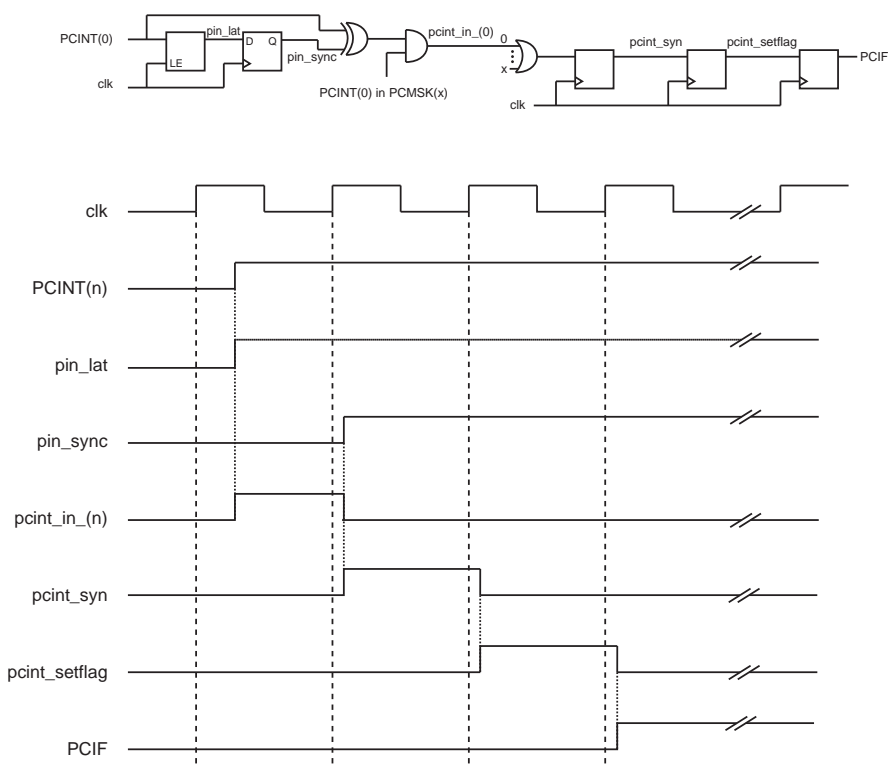 PCINT(0)
pin_lat
D Q
LE
pin_sync
clk
PCINT(0) in PCMSK(x)
pcint_in_(0)
0
x
clk
pcint_syn
pcint_setflag
PCIF
clk
PCINT(n)
pin_lat
pin_sync
pcint_in_(n)
pcint_syn
pcint_setflag
PCIF